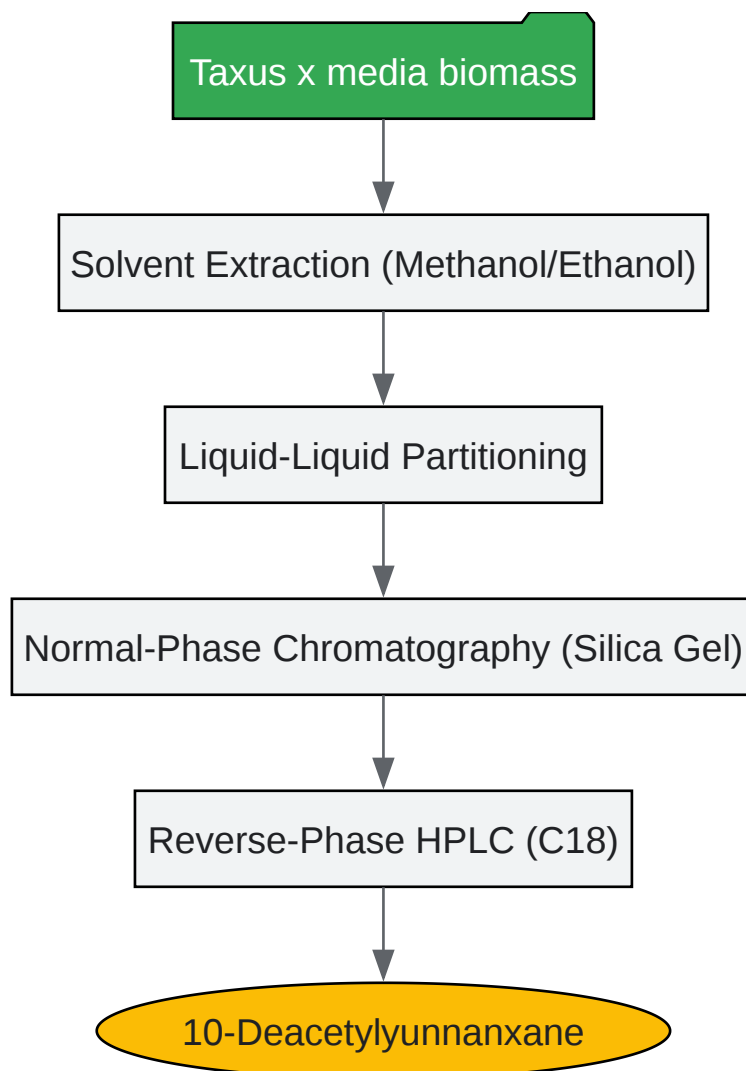 Taxus x media biomass
Solvent Extraction (Methanol/Ethanol)
Liquid-Liquid Partitioning
Normal-Phase Chromatography (Silica Gel)
Reverse-Phase HPLC (C18)
10-Deacetylyunnanxane